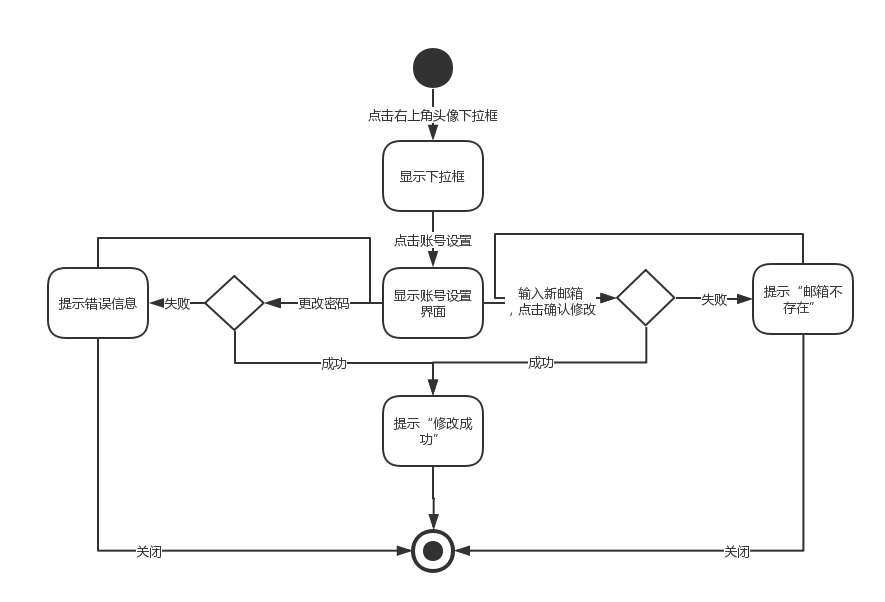 点击右上角头像下拉框
显示下拉框
点击账号设置
提示错误信息
失败
更改密码
显示账号设置
界面
输入新邮箱
，点击确认修改
失败
提示“邮箱不
存在”
成功
成功
提示“修改成
功”
关闭
关闭